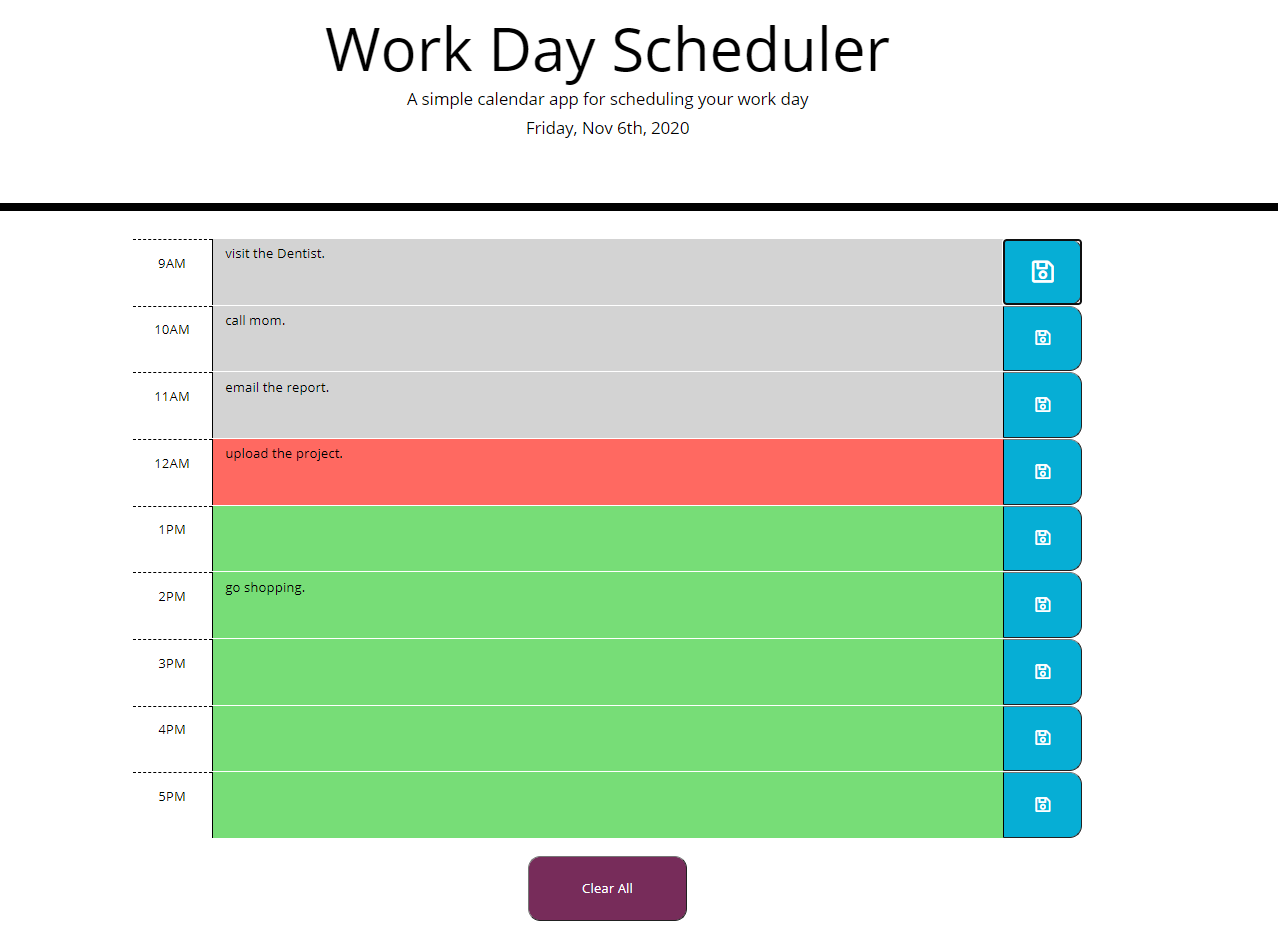 Work Day Scheduler
A simple calendar app for scheduling your work day
Friday, Nov 6th, 2020
9AM
visit the Dentist.
10AM
call mom.
11AM
email the report.
12AM
upload the project.
1PM
2PM
go shopping.
3PM
4PM
5PM
Clear All